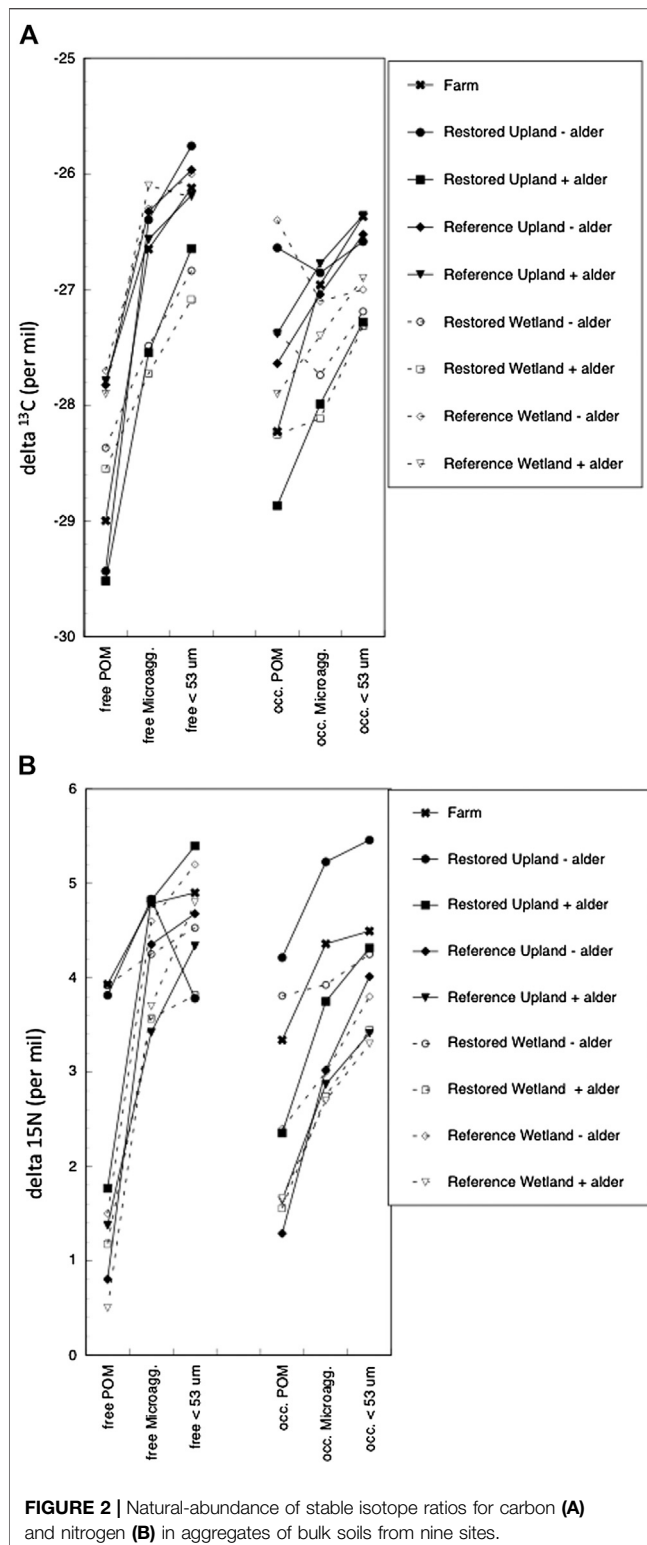 A
-25
-26
-27
-28
-29
-30
delta 13C (per mil)
free POM
free Microagg.
free < 53 um
occ. POM
occ. Microagg.
occ. < 53 um
Farm
Restored Upland - alder
Restored Upland + alder
Reference Upland - alder
Reference Upland + alder
Restored Wetland - alder
Restored Wetland + alder
Reference Wetland - alder
Reference Wetland + alder
B
6
5
4
3
2
1
0
delta 15N (per mil)
free POM
free Microagg.
free < 53 um
occ. POM
occ. Microagg.
occ. < 53 um
Farm
Restored Upland - alder
Restored Upland + alder
Reference Upland - alder
Reference Upland + alder
Restored Wetland - alder
Restored Wetland + alder
Reference Wetland - alder
Reference Wetland + alder
FIGURE 2 | Natural-abundance of stable isotope ratios for carbon (A)
and nitrogen (B) in aggregates of bulk soils from nine sites.